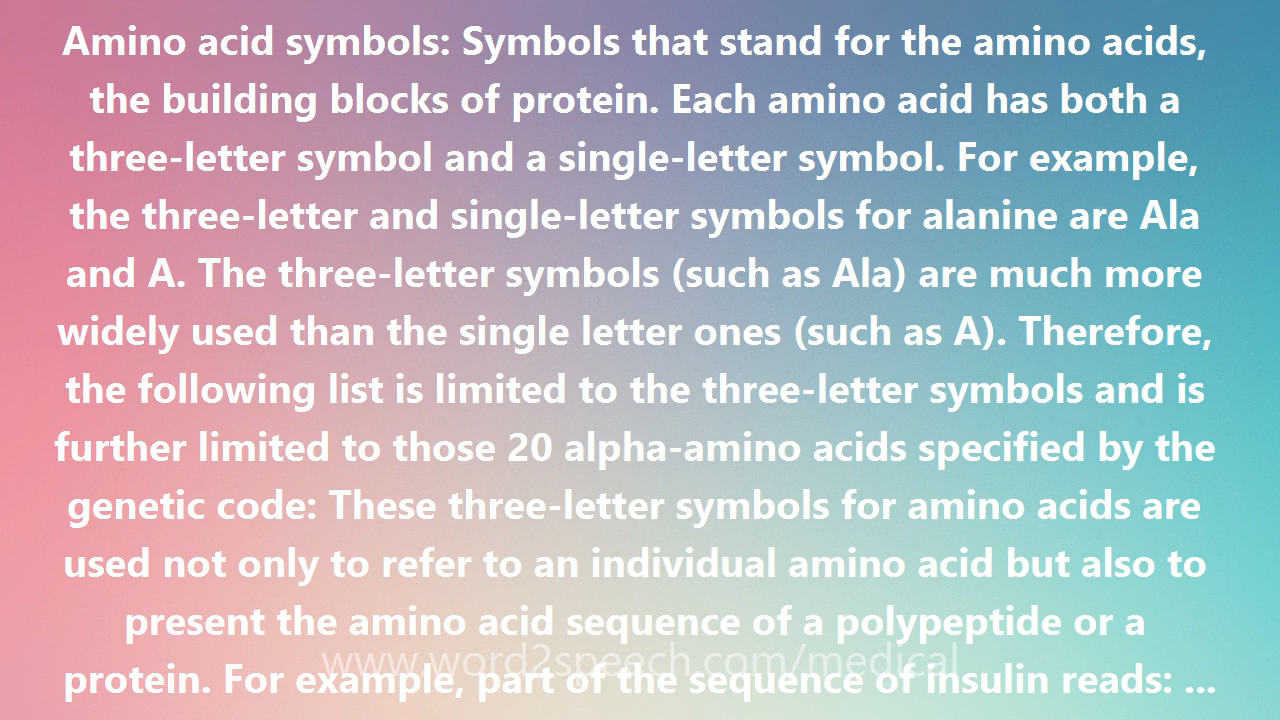 Amino acid symbols: Symbols that stand for the amino acids,
the building blocks of protein. Each amino acid has both a
three-letter symbol and a single-letter symbol. For example,
the three-letter and single-letter symbols for alanine are Ala
and A. The three-letter symbols (such as Ala) are much more
widely used than the single letter ones (such as A). Therefore,
the following list is limited to the three-letter symbols and is
further limited to those 20 alpha-amino acids specified by the
genetic code: These three-letter symbols for amino acids are
used not only to refer to an individual amino acid but also to
present the amino acid sequence of a polypeptide or a
www.word2speech.com/medical
protein. For example, part of the sequence of insulin reads: ...